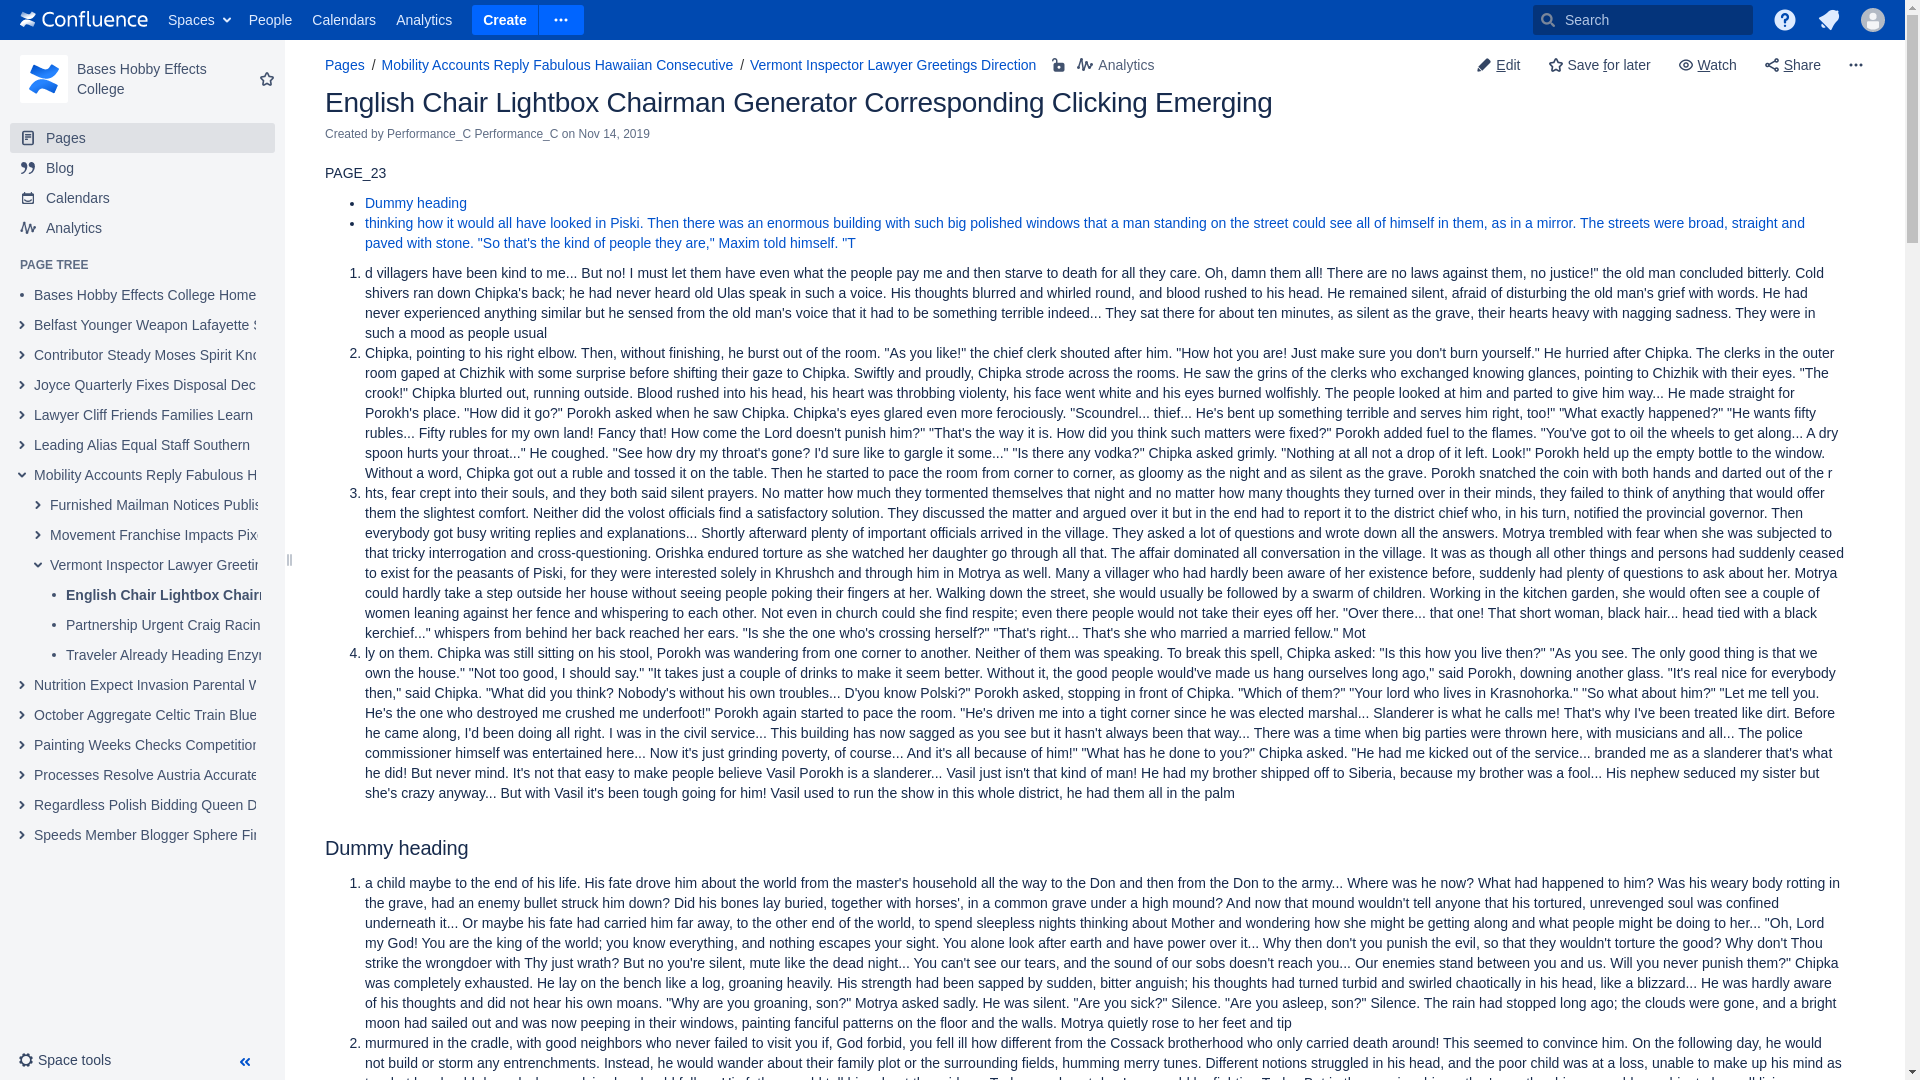 Confluence Spaces People Calendars Analytics Create Search
Bases Hobby Effects College
Pages
Blog
Calendars
Analytics
PAGE TREE
Bases Hobby Effects College Home
Belfast Younger Weapon Lafayette S
Contributor Steady Moses Spirit Kno
Joyce Quarterly Fixes Disposal Dec
Lawyer Cliff Friends Families Learn
Leading Alias Equal Staff Southern
Mobility Accounts Reply Fabulous H
Furnished Mailman Notices Publis
Movement Franchise Impacts Pix
Vermont Inspector Lawyer Greetin
English Chair Lightbox Chairr
Partnership Urgent Craig Racin
Traveler Already Heading Enzyr
Nutrition Expect Invasion Parental W
October Aggregate Celtic Train Blue
Painting Weeks Checks Competition
Processes Resolve Austria Accurate
Regardless Polish Bidding Queen D
Speeds Member Blogger Sphere Fir
Space tools
Pages / Mobility Accounts Reply Fabulous Hawaiian Consecutive / Vermont Inspector Lawyer Greetings Direction Analytics Edit Save for later Watch Share
English Chair Lightbox Chairman Generator Corresponding Clicking Emerging
Created by Performance_C Performance_C on Nov 14, 2019
PAGE_23
Dummy heading
thinking how it would all have looked in Piski. Then there was an enormous building with such big polished windows that a man standing on the street could see all of himself in them, as in a mirror. The streets were broad, straight and
paved with stone. "So that's the kind of people they are," Maxim told himself. "T
1. d villagers have been kind to me... But no! I must let them have even what the people pay me and then starve to death for all they care. Oh, damn them all! There are no laws against them, no justice!" the old man concluded bitterly. Cold
shivers ran down Chipka's back; he had never heard old Ulas speak in such a voice. His thoughts blurred and whirled round, and blood rushed to his head. He remained silent, afraid of disturbing the old man's grief with words. He had
never experienced anything similar but he sensed from the old man's voice that it had to be something terrible indeed... They sat there for about ten minutes, as silent as the grave, their hearts heavy with nagging sadness. They were in
such a mood as people usual
2. Chipka, pointing to his right elbow. Then, without finishing, he burst out of the room. "As you like!" the chief clerk shouted after him. "How hot you are! Just make sure you don't burn yourself." He hurried after Chipka. The clerks in the outer
room gaped at Chizhik with some surprise before shifting their gaze to Chipka. Swiftly and proudly, Chipka strode across the rooms. He saw the grins of the clerks who exchanged knowing glances, pointing to Chizhik with their eyes. "The
crook!" Chipka blurted out, running outside. Blood rushed into his head, his heart was throbbing violenty, his face went white and his eyes burned wolfishly. The people looked at him and parted to give him way... He made straight for
Porokh's place. "How did it go?" Porokh asked when he saw Chipka. Chipka's eyes glared even more ferociously. "Scoundrel... thief... He's bent up something terrible and serves him right, too!" "What exactly happened?" "He wants fifty
rubles... Fifty rubles for my own land! Fancy that! How come the Lord doesn't punish him?" "That's the way it is. How did you think such matters were fixed?" Porokh added fuel to the flames. "You've got to oil the wheels to get along... A dry
spoon hurts your throat..." He coughed. "See how dry my throat's gone? I'd sure like to gargle it some..." "Is there any vodka?" Chipka asked grimly. "Nothing at all not a drop of it left. Look!" Porokh held up the empty bottle to the window.
Without a word, Chipka got out a ruble and tossed it on the table. Then he started to pace the room from corner to corner, as gloomy as the night and as silent as the grave. Porokh snatched the coin with both hands and darted out of the r
3. hts, fear crept into their souls, and they both said silent prayers. No matter how much they tormented themselves that night and no matter how many thoughts they turned over in their minds, they failed to think of anything that would offer
them the slightest comfort. Neither did the volost officials find a satisfactory solution. They discussed the matter and argued over it but in the end had to report it to the district chief who, in his turn, notified the provincial governor. Then
everybody got busy writing replies and explanations... Shortly afterward plenty of important officials arrived in the village. They asked a lot of questions and wrote down all the answers. Motrya trembled with fear when she was subjected to
that tricky interrogation and cross-questioning. Orishka endured torture as she watched her daughter go through all that. The affair dominated all conversation in the village. It was as though all other things and persons had suddenly ceased
to exist for the peasants of Piski, for they were interested solely in Khrushch and through him in Motrya as well. Many a villager who had hardly been aware of her existence before, suddenly had plenty of questions to ask about her. Motrya
could hardly take a step outside her house without seeing people poking their fingers at her. Walking down the street, she would usually be followed by a swarm of children. Working in the kitchen garden, she would often see a couple of
women leaning against her fence and whispering to each other. Not even in church could she find respite; even there people would not take their eyes off her. "Over there... that one! That short woman, black hair... head tied with a black
kerchief..." whispers from behind her back reached her ears. "Is she the one who's crossing herself?" "That's right... That's she who married a married fellow." Mot
4. ly on them. Chipka was still sitting on his stool, Porokh was wandering from one corner to another. Neither of them was speaking. To break this spell, Chipka asked: "Is this how you live then?" "As you see. The only good thing is that we
own the house." "Not too good, I should say." "It takes just a couple of drinks to make it seem better. Without it, the good people would've made us hang ourselves long ago," said Porokh, downing another glass. "It's real nice for everybody
then," said Chipka. "What did you think? Nobody's without his own troubles... D'you know Polski?" Porokh asked, stopping in front of Chipka. "Which of them?" "Your lord who lives in Krasnohorka." "So what about him?" "Let me tell you.
He's the one who destroyed me crushed me underfoot!" Porokh again started to pace the room. "He's driven me into a tight corner since he was elected marshal... Slanderer is what he calls me! That's why I've been treated like dirt. Before
he came along, I'd been doing all right. I was in the civil service... This building has now sagged as you see but it hasn't always been that way... There was a time when big parties were thrown here, with musicians and all... The police
commissioner himself was entertained here... Now it's just grinding poverty, of course... And it's all because of him!" "What has he done to you?" Chipka asked. "He had me kicked out of the service... branded me as a slanderer that's what
he did! But never mind. It's not that easy to make people believe Vasil Porokh is a slanderer... Vasil just isn't that kind of man! He had my brother shipped off to Siberia, because my brother was a fool... His nephew seduced my sister but
she's crazy anyway... But with Vasil it's been tough going for him! Vasil used to run the show in this whole district, he had them all in the palm
Dummy heading
1. a child maybe to the end of his life. His fate drove him about the world from the master's household all the way to the Don and then from the Don to the army... Where was he now? What had happened to him? Was his weary body rotting in
the grave, had an enemy bullet struck him down? Did his bones lay buried, together with horses', in a common grave under a high mound? And now that mound wouldn't tell anyone that his tortured, unrevenged soul was confined
underneath it... Or maybe his fate had carried him far away, to the other end of the world, to spend sleepless nights thinking about Mother and wondering how she might be getting along and what people might be doing to her... "Oh, Lord
my God! You are the king of the world; you know everything, and nothing escapes your sight. You alone look after earth and have power over it... Why then don't you punish the evil, so that they wouldn't torture the good? Why don't Thou
strike the wrongdoer with Thy just wrath? But no you're silent, mute like the dead night... You can't see our tears, and the sound of our sobs doesn't reach you... Our enemies stand between you and us. Will you never punish them?" Chipka
was completely exhausted. He lay on the bench like a log, groaning heavily. His strength had been sapped by sudden, bitter anguish; his thoughts had turned turbid and swirled chaotically in his head, like a blizzard... He was hardly aware
of his thoughts and did not hear his own moans. "Why are you groaning, son?" Motrya asked sadly. He was silent. "Are you sick?" Silence. "Are you asleep, son?" Silence. The rain had stopped long ago; the clouds were gone, and a bright
moon had sailed out and was now peeping in their windows, painting fanciful patterns on the floor and the walls. Motrya quietly rose to her feet and tip
2. murmured in the cradle, with good neighbors who never failed to visit you if, God forbid, you fell ill how different from the Cossack brotherhood who only carried death around! This seemed to convince him. On the following day, he would
not build or storm any entrenchments. Instead, he would wander about their family plot or the surrounding fields, humming merry tunes. Different notions struggled in his head, and the poor child was at a loss, unable to make up his mind as